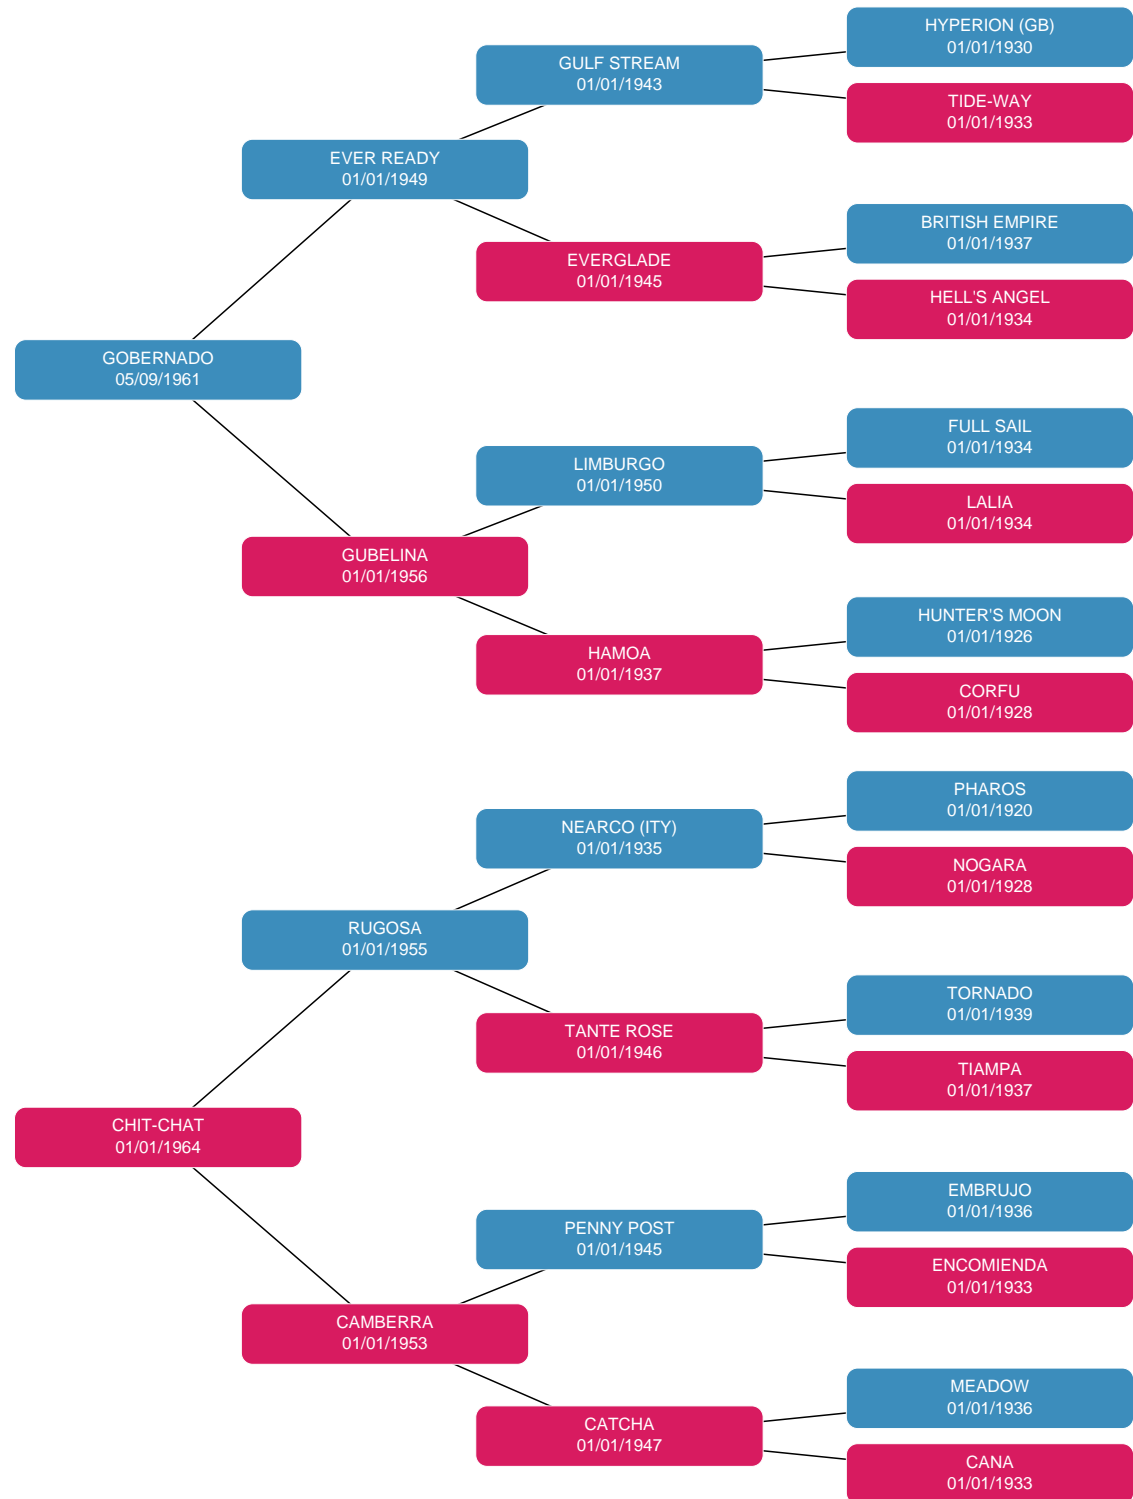 HYPERION (GB)
01/01/1930
GULF STREAM
01/01/1943
TIDE-WAY
01/01/1933
EVER READY
01/01/1949
BRITISH EMPIRE
01/01/1937
EVERGLADE
01/01/1945
HELL'S ANGEL
01/01/1934
GOBERNADO
05/09/1961
FULL SAIL
01/01/1934
LIMBURGO
01/01/1950
LALIA
01/01/1934
GUBELINA
01/01/1956
HUNTER'S MOON
01/01/1926
HAMOA
01/01/1937
CORFU
01/01/1928
PHAROS
01/01/1920
NEARCO (ITY)
01/01/1935
NOGARA
01/01/1928
RUGOSA
01/01/1955
TORNADO
01/01/1939
TANTE ROSE
01/01/1946
TIAMPA
01/01/1937
CHIT-CHAT
01/01/1964
EMBRUJO
01/01/1936
PENNY POST
01/01/1945
ENCOMIENDA
01/01/1933
CAMBERRA
01/01/1953
MEADOW
01/01/1936
CATCHA
01/01/1947
CANA
01/01/1933